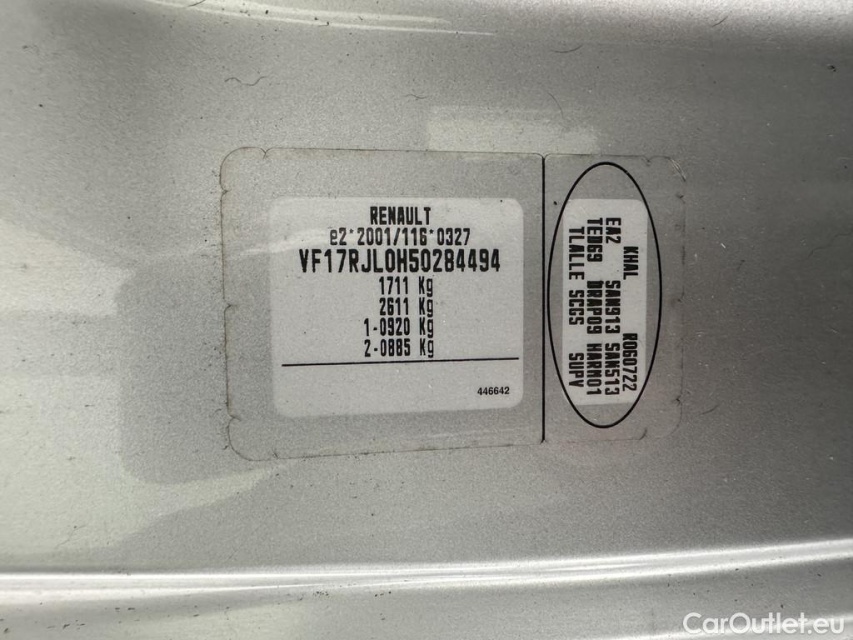 RENAULT
e2*2001/116*0327
VF17RJL0H50284494
1711 Kg
2611 Kg
1-0920 Kg
2-0885 Kg
446642
KHAL R060722
EA2 SAN913 SAN513
TED69 DRAP09 HARM01
TLALLE SCCS SUPV
CarOutlet.eu